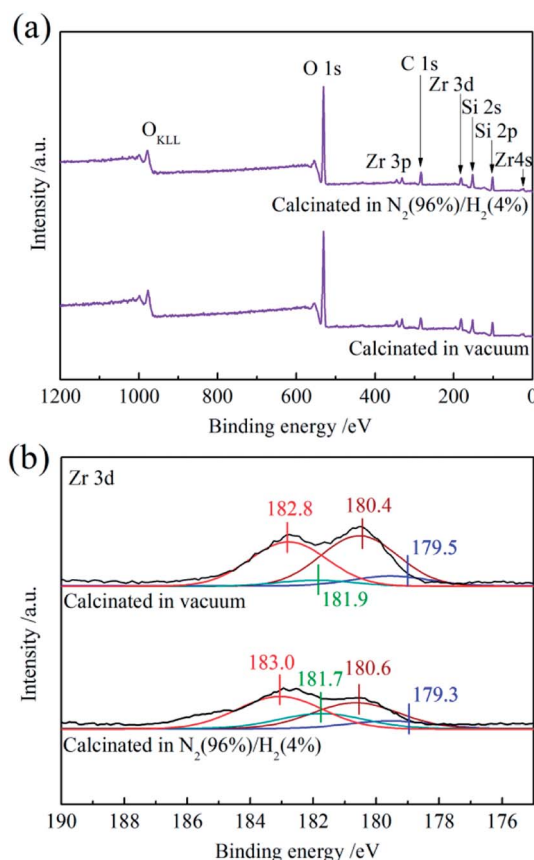 (a)
Intensity /a.u.
O_KLL
O 1s
C 1s
Zr 3d
Si 2s
Si 2p
Zr 3p
Zr4s
Calcinated in N₂(96%)/H₂(4%)
Calcinated in vacuum
1200 1000 800 600 400 200 0
Binding energy /eV
(b)
Intensity /a.u.
Zr 3d
182.8
180.4
179.5
181.9
Calcinated in vacuum
183.0
181.7
180.6
179.3
Calcinated in N₂(96%)/H₂(4%)
190 188 186 184 182 180 178 176
Binding energy /eV